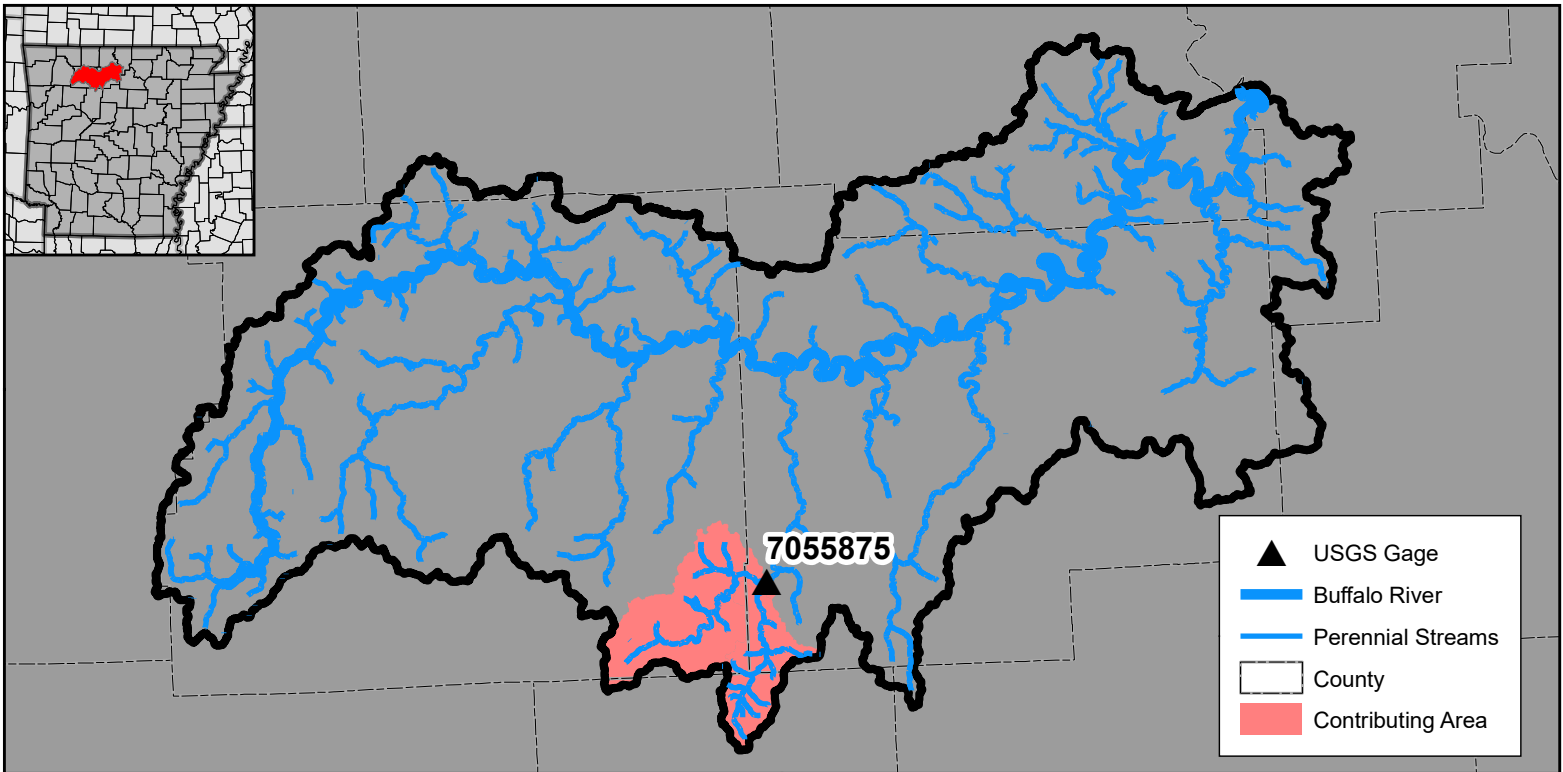 7055875
USGS Gage
Buffalo River
Perennial Streams
County
Contributing Area